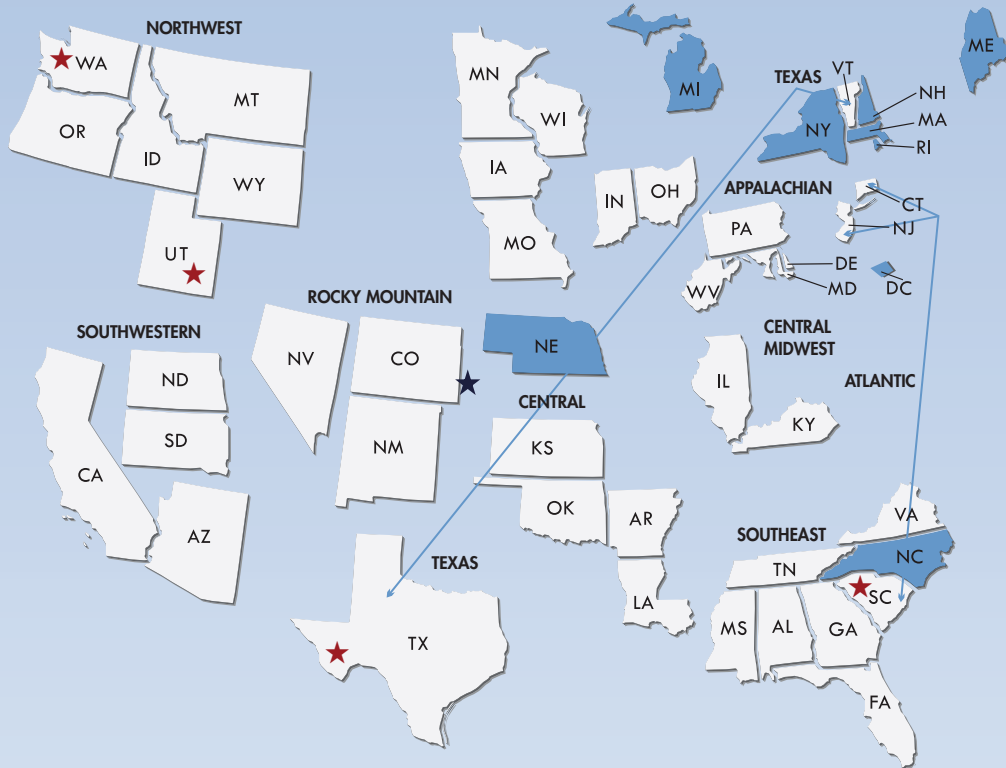 NORTHWEST
WA
MT
OR
ID
WY
UT
MN
WI
IA
MO
MI
IN
OH
TEXAS
VT
NY
NH
MA
RI
ME
APPALACHIAN
PA
CT
NJ
DE
MD
WV
DC
ROCKY MOUNTAIN
NV
CO
NM
NE
SOUTHWESTERN
ND
SD
CA
AZ
CENTRAL
KS
OK
AR
LA
CENTRAL
MIDWEST
IL
KY
ATLANTIC
TEXAS
TX
SOUTHEAST
VA
NC
TN
SC
MS
AL
GA
FA